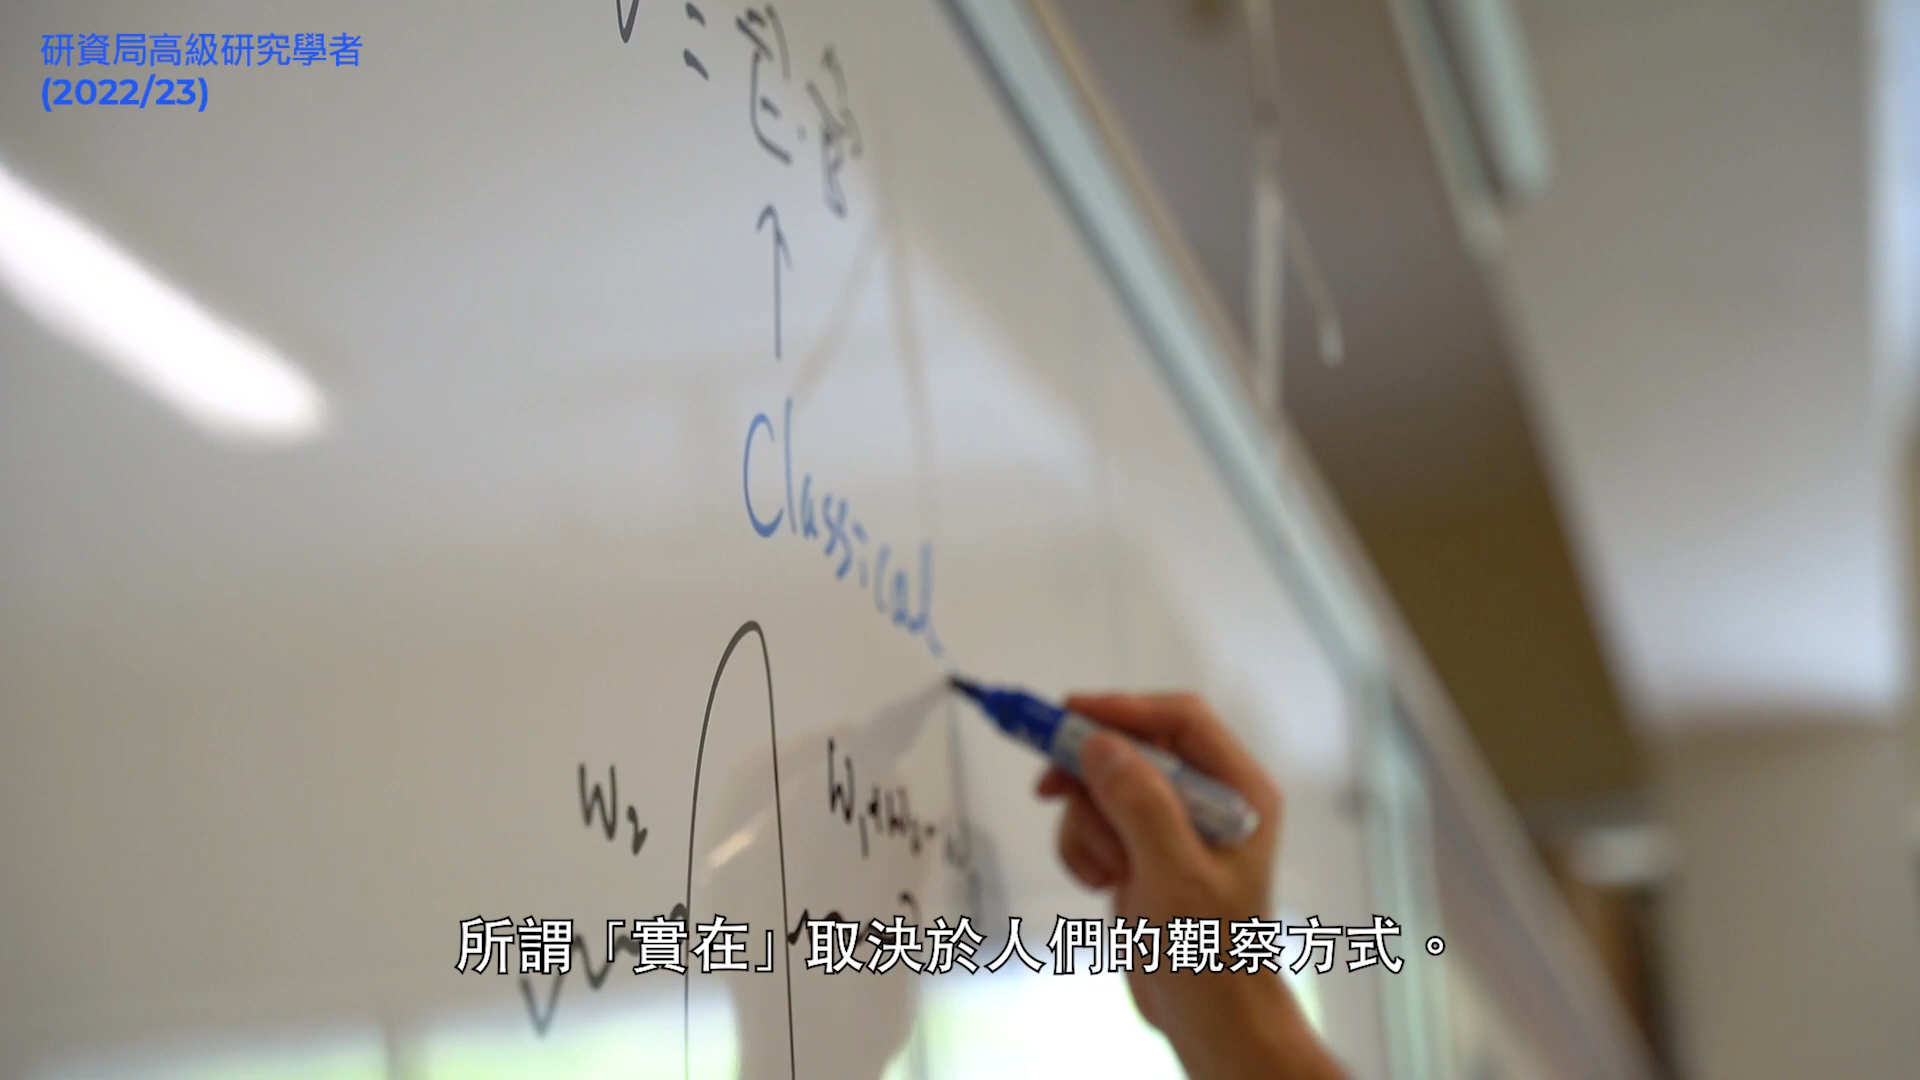 研資局高級研究學者
(2022/23)
Classical
W₂
所謂「實在」取決於人們的觀察方式。